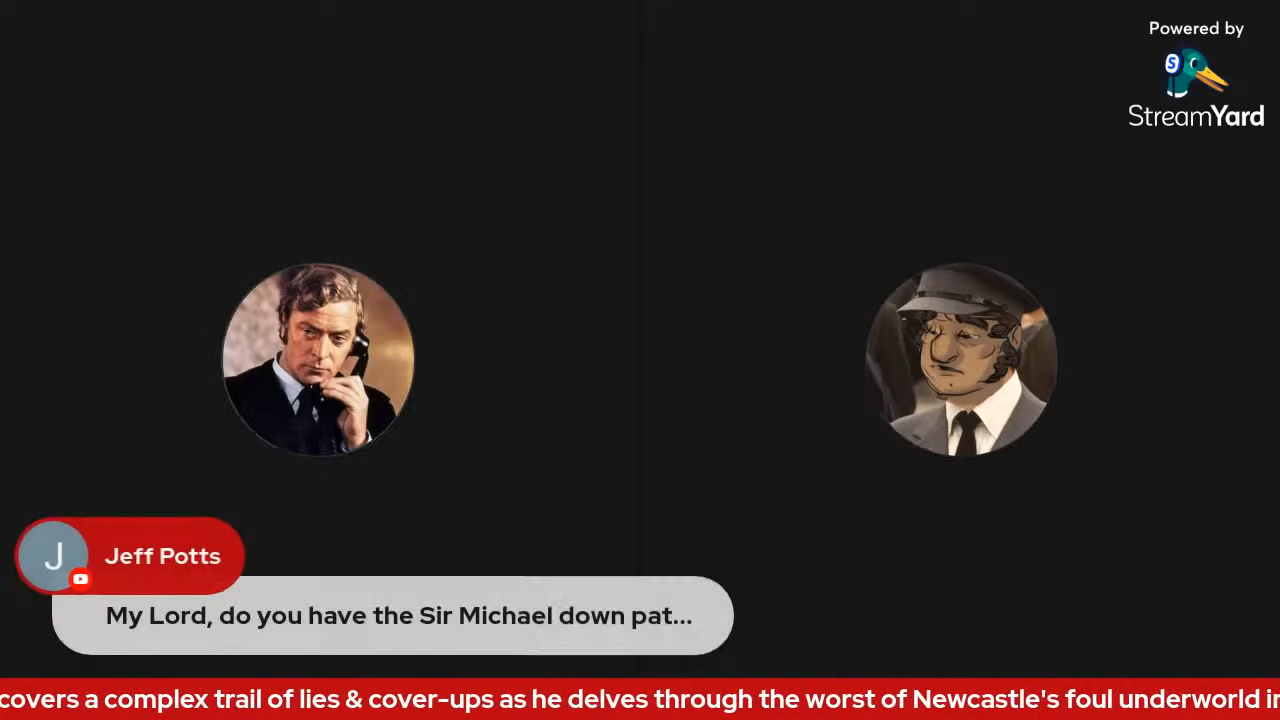 Powered by
S
StreamYard
J
Jeff Potts
My Lord, do you have the Sir Michael down pat...
covers a complex trail of lies & cover-ups as he delves through the worst of Newcastle's foul underworld in